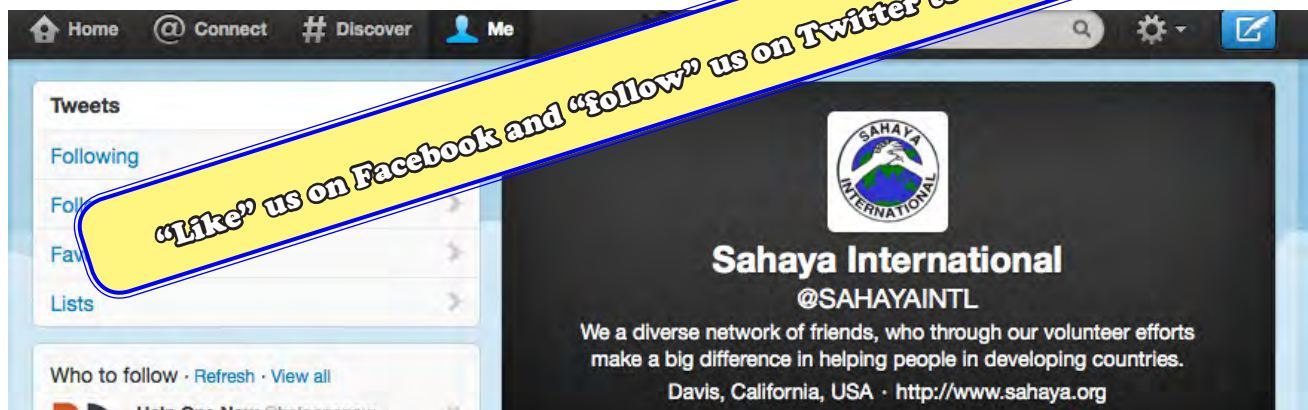 Home @ Connect # Discover Me
"Like" us on Facebook and "follow" us on Twitter
Tweets
Following
Lists
Who to follow · Refresh · View all
SAHAYA
INTERNATIONAL
Sahaya International
@SAHAYAINTL
We a diverse network of friends, who through our volunteer efforts
make a big difference in helping people in developing countries.
Davis, California, USA · http://www.sahaya.org